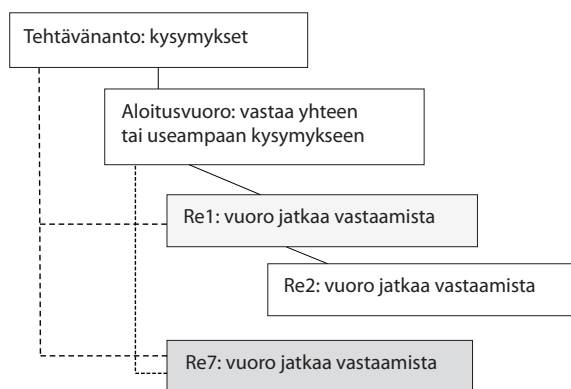 Tehtävänanto: kysymykset
Aloitusvuoro: vastaa yhteen
tai useampaan kysymykseen
Re1: vuoro jatkaa vastaamista
Re2: vuoro jatkaa vastaamista
Re7: vuoro jatkaa vastaamista